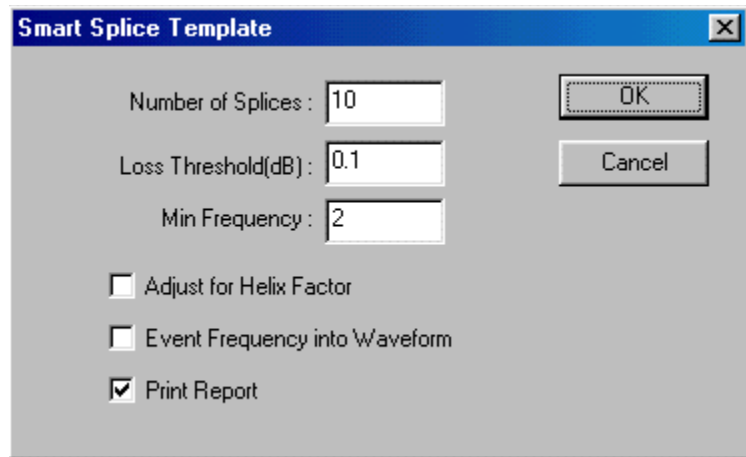 Smart Splice Template
Number of Splices : 10
OK
Loss Threshold(dB) : 0.1
Cancel
Min Frequency : 2
Adjust for Helix Factor
Event Frequency into Waveform
Print Report